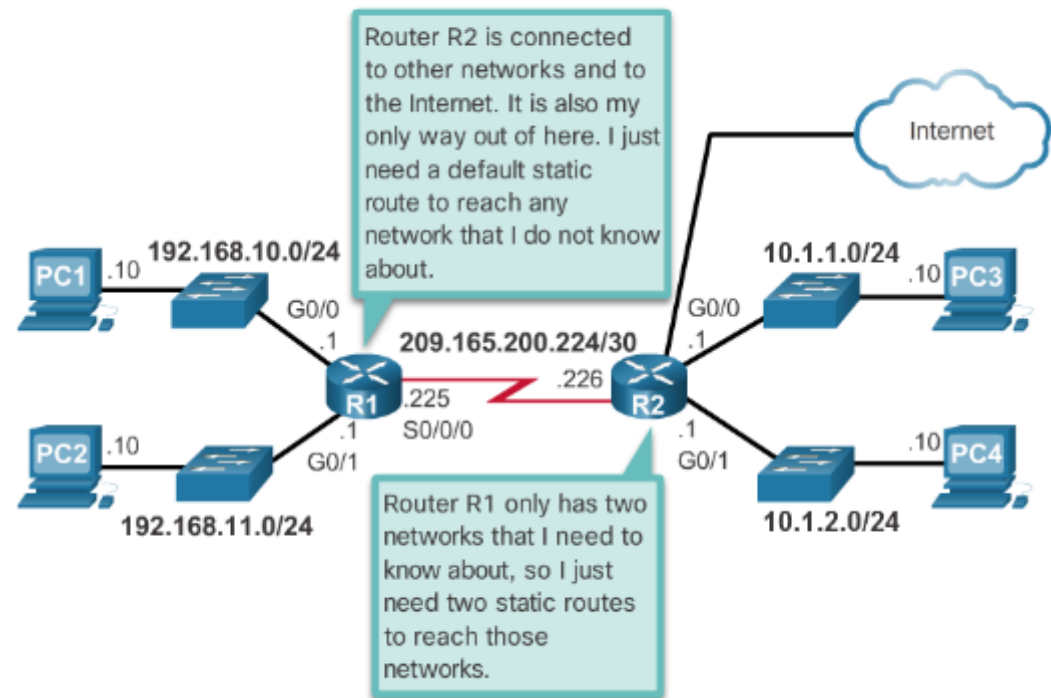 Router R2 is connected
to other networks and to
the Internet. It is also my
only way out of here. I just
need a default static
route to reach any
network that I do not know
about.
Internet
192.168.10.0/24
10.1.1.0/24
PC1
.10
.10
PC3
G0/0
G0/0
.1
209.165.200.224/30
.1
R1
.225
.226
R2
S0/0/0
PC2
.10
.1
G0/1
.1
G0/1
.10
PC4
192.168.11.0/24
10.1.2.0/24
Router R1 only has two
networks that I need to
know about, so I just
need two static routes
to reach those
networks.